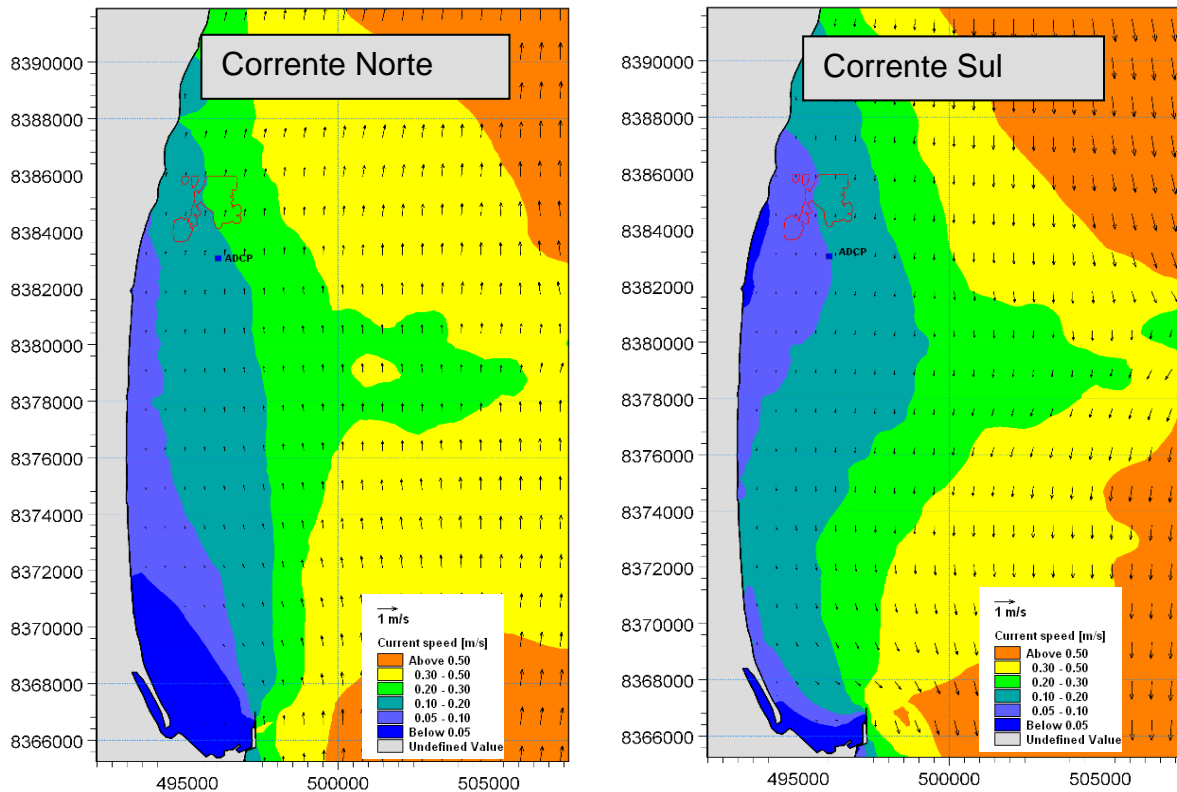 Corrente Norte
8390000
8388000
8386000
8384000
8382000
8380000
8378000
8376000
8374000
8372000
8370000
8368000
8366000
ADCP
1 m/s
Current speed [m/s]
Above 0.50
0.30 - 0.50
0.20 - 0.30
0.10 - 0.20
0.05 - 0.10
Below 0.05
Undefined Value
495000
500000
505000
Corrente Sul
8390000
8388000
8386000
8384000
8382000
8380000
8378000
8376000
8374000
8372000
8370000
8368000
8366000
ADCP
1 m/s
Current speed [m/s]
Above 0.50
0.30 - 0.50
0.20 - 0.30
0.10 - 0.20
0.05 - 0.10
Below 0.05
Undefined Value
495000
500000
505000